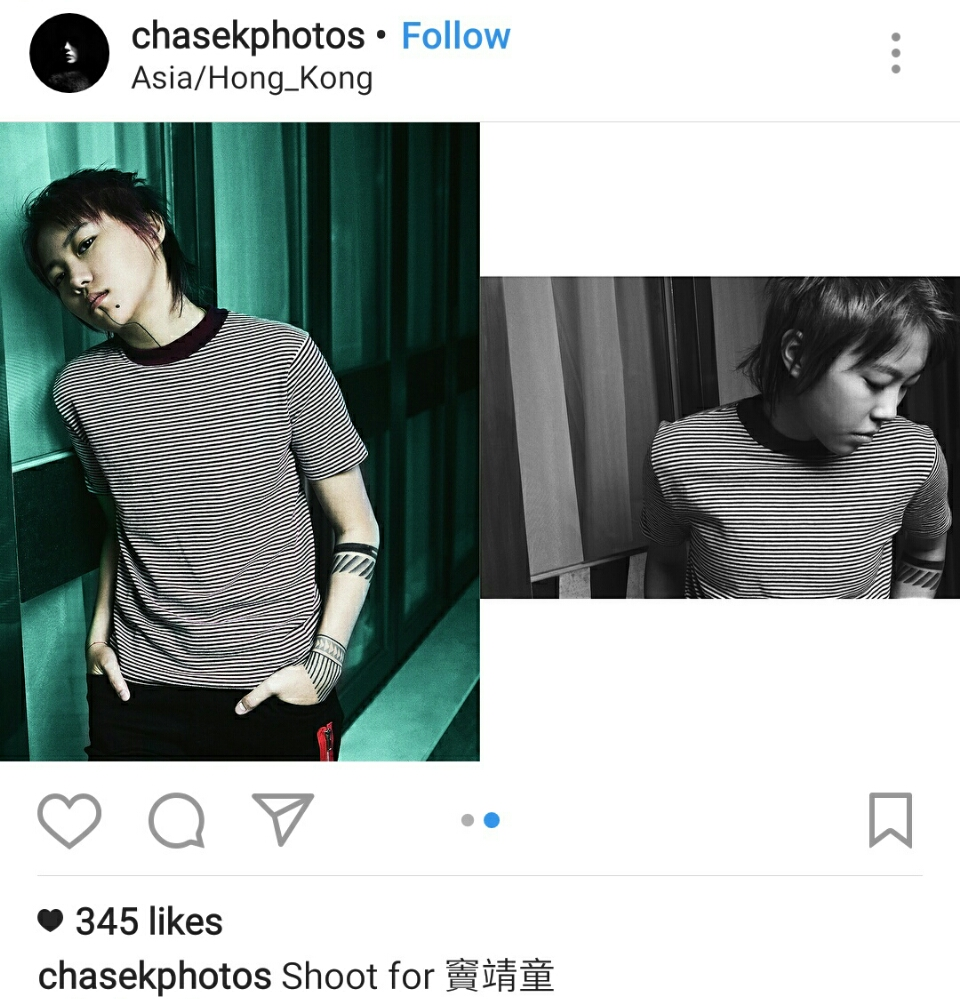 chasekphotos • Follow
Asia/Hong_Kong
345 likes
chasekphotos Shoot for 竇靖童